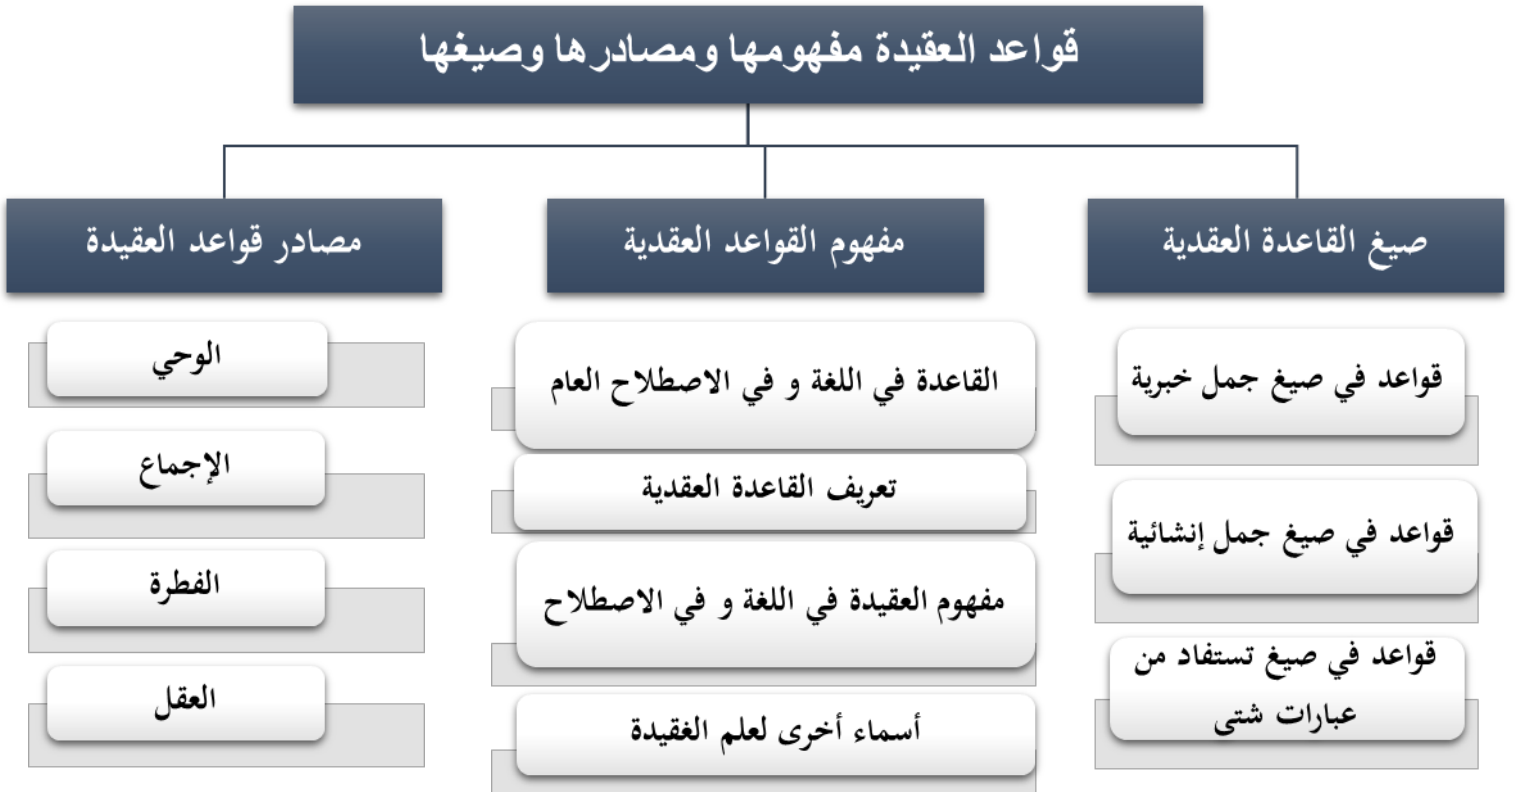 قواعد العقيدة مفهومها ومصادرها وصيغها
صيغ القاعدة العقدية
قواعد في صيغ جمل خبرية
قواعد في صيغ جمل إنشائية
قواعد في صيغ تستفاد من
عبارات شتى
مفهوم القواعد العقدية
القاعدة في اللغة و في الاصطلاح العام
تعريف القاعدة العقدية
مفهوم العقيدة في اللغة و في الاصطلاح
أسماء أخرى لعلم الغقيدة
مصادر قواعد العقيدة
الوحي
الإجماع
الفطرة
العقل